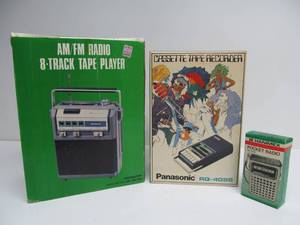 AM/FM RADIO
8-TRACK TAPE PLAYER
CASSETTE TAPE RECORDER
Panasonic RQ-409S
POCKET RADIO